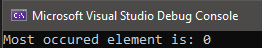 Microsoft Visual Studio Debug Console
Most occured element is: 0